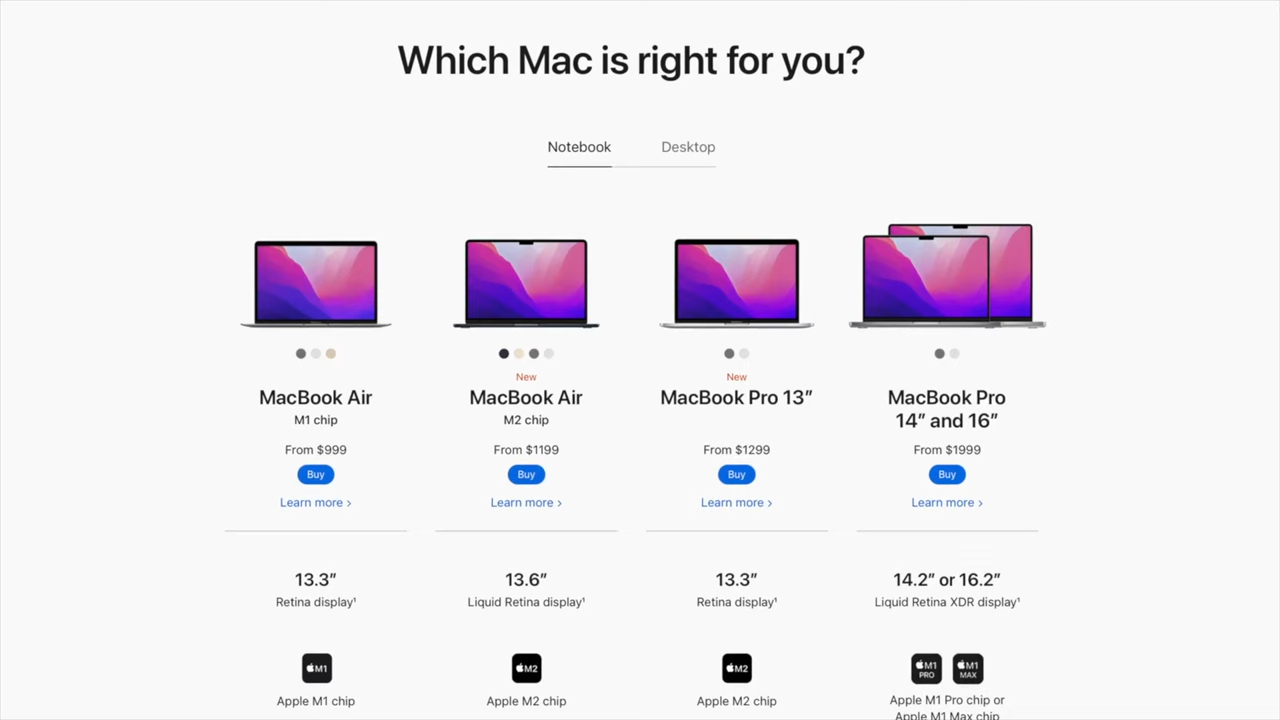 Which Mac is right for you?
Notebook
Desktop
MacBook Air
M1 chip
From $999
Buy
Learn more >
New
MacBook Air
M2 chip
From $1199
Buy
Learn more >
New
MacBook Pro 13”
From $1299
Buy
Learn more >
MacBook Pro
14” and 16”
From $1999
Buy
Learn more >
13.3”
Retina display¹
13.6”
Liquid Retina display¹
13.3”
Retina display¹
14.2” or 16.2”
Liquid Retina XDR display¹
M1
Apple M1 chip
M2
Apple M2 chip
M2
Apple M2 chip
M1
PRO
M1
MAX
Apple M1 Pro chip or
Apple M1 Max chip